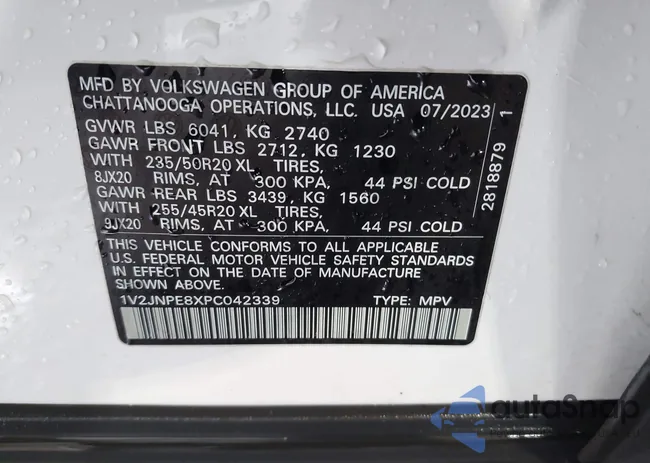 MFD BY VOLKSWAGEN GROUP OF AMERICA
CHATTANOOGA OPERATIONS, LLC. USA 07/2023
GVWR LBS 6041, KG 2740
GAWR FRONT LBS 2712, KG 1230
WITH 235/50R20 XL TIRES,
8JX20 RIMS, AT 300 KPA, 44 PSI COLD
GAWR REAR LBS 3439, KG 1560
WITH 255/45R20 XL TIRES,
9JX20 RIMS, AT 300 KPA, 44 PSI COLD
THIS VEHICLE CONFORMS TO ALL APPLICABLE
U.S. FEDERAL MOTOR VEHICLE SAFETY STANDARDS
IN EFFECT ON THE DATE OF MANUFACTURE
SHOWN ABOVE.
1V2JNPE8XPC042339 TYPE: MPV
2818879 1
autoSnap